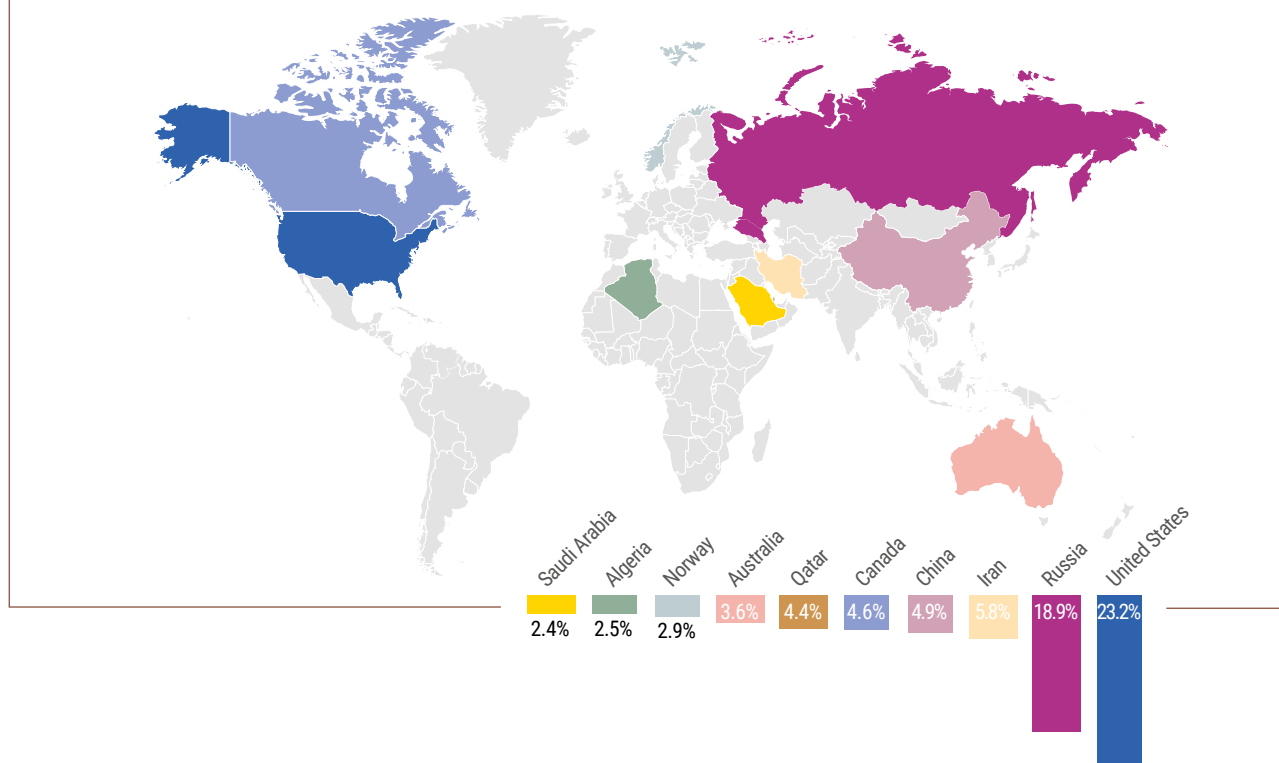 Saudi Arabia
Algeria
Norway
Australia
Qatar
Canada
China
Iran
Russia
United States
2.4%
2.5%
2.9%
3.6%
4.4%
4.6%
4.9%
5.8%
18.9%
23.2%